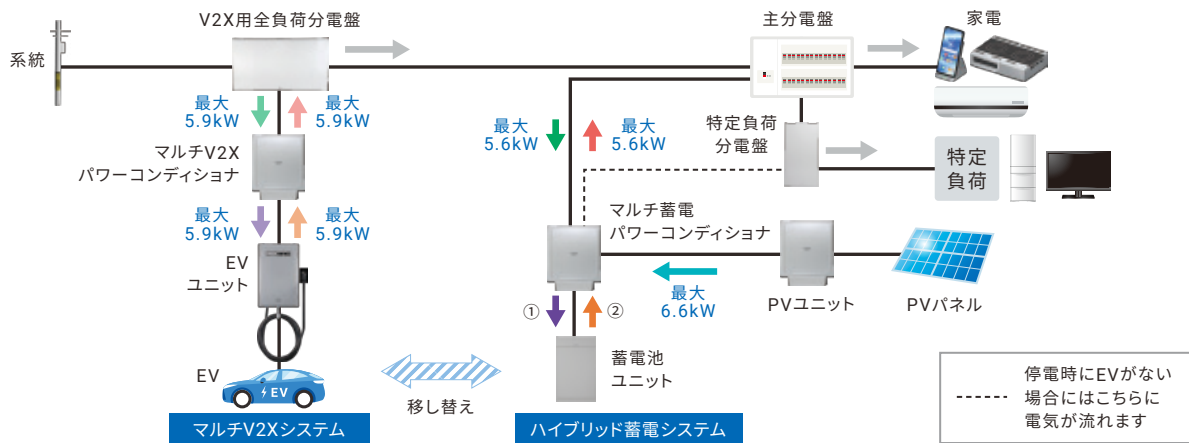 V2X用全負荷分電盤
主分電盤
家電
系統
最大
5.9kW
最大
5.9kW
最大
5.6kW
最大
5.6kW
特定負荷
分電盤
マルチV2X
パワーコンディショナ
特定
負荷
最大
5.9kW
最大
5.9kW
マルチ蓄電
パワーコンディショナ
EV
ユニット
最大
6.6kW
PVユニット
PVパネル
①
②
EV
EV
移し替え
蓄電池
ユニット
停電時にEVがない
場合にはこちらに
電気が流れます
マルチV2Xシステム
ハイブリッド蓄電システム